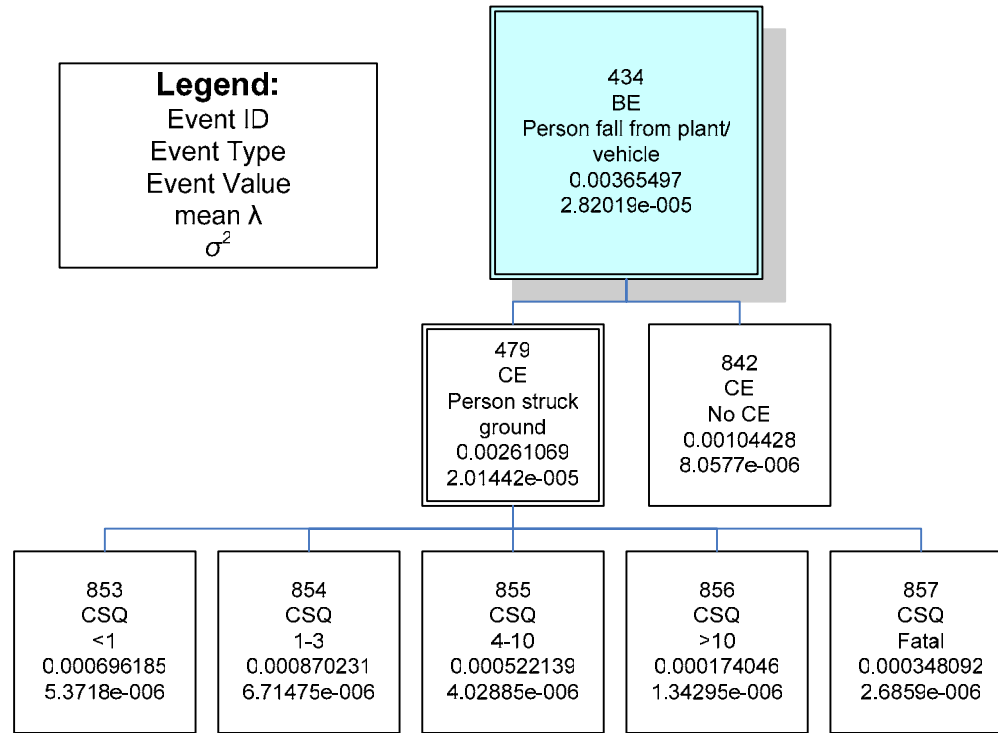 Legend:
Event ID
Event Type
Event Value
mean λ
σ²
434
BE
Person fall from plant/
vehicle
0.00365497
2.82019e-005
479
CE
Person struck
ground
0.00261069
2.01442e-005
842
CE
No CE
0.00104428
8.0577e-006
853
CSQ
<1
0.000696185
5.3718e-006
854
CSQ
1-3
0.000870231
6.71475e-006
855
CSQ
4-10
0.000522139
4.02885e-006
856
CSQ
>10
0.000174046
1.34295e-006
857
CSQ
Fatal
0.000348092
2.6859e-006